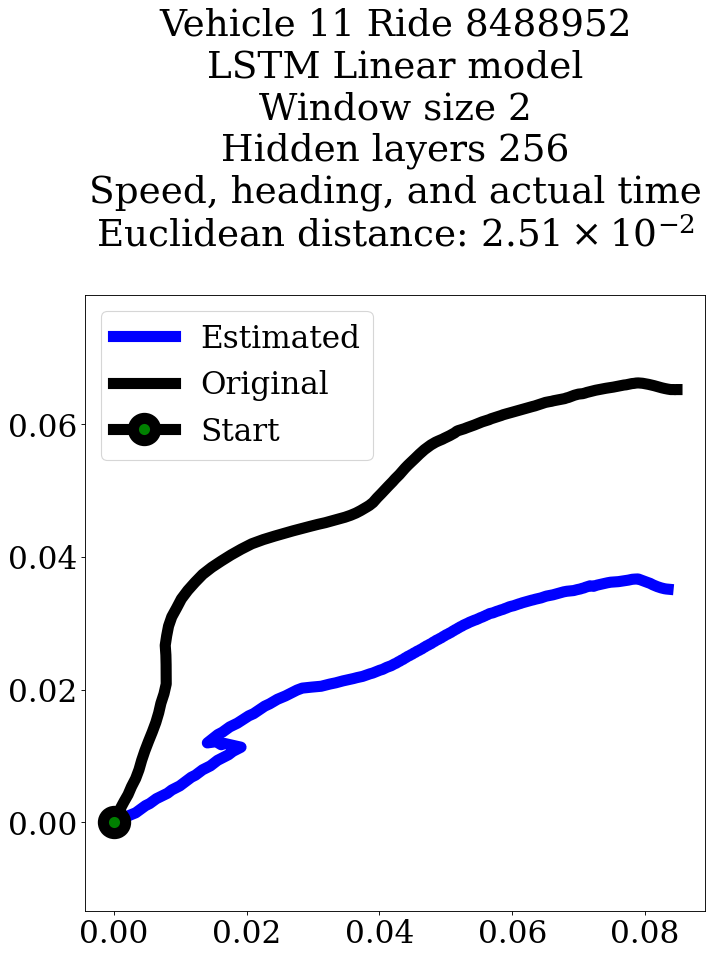 Vehicle 11 Ride 8488952
LSTM Linear model
Window size 2
Hidden layers 256
Speed, heading, and actual time
Euclidean distance: 2.51 × 10⁻²
Estimated
Original
Start
0.06
0.04
0.02
0.00
0.00 0.02 0.04 0.06 0.08